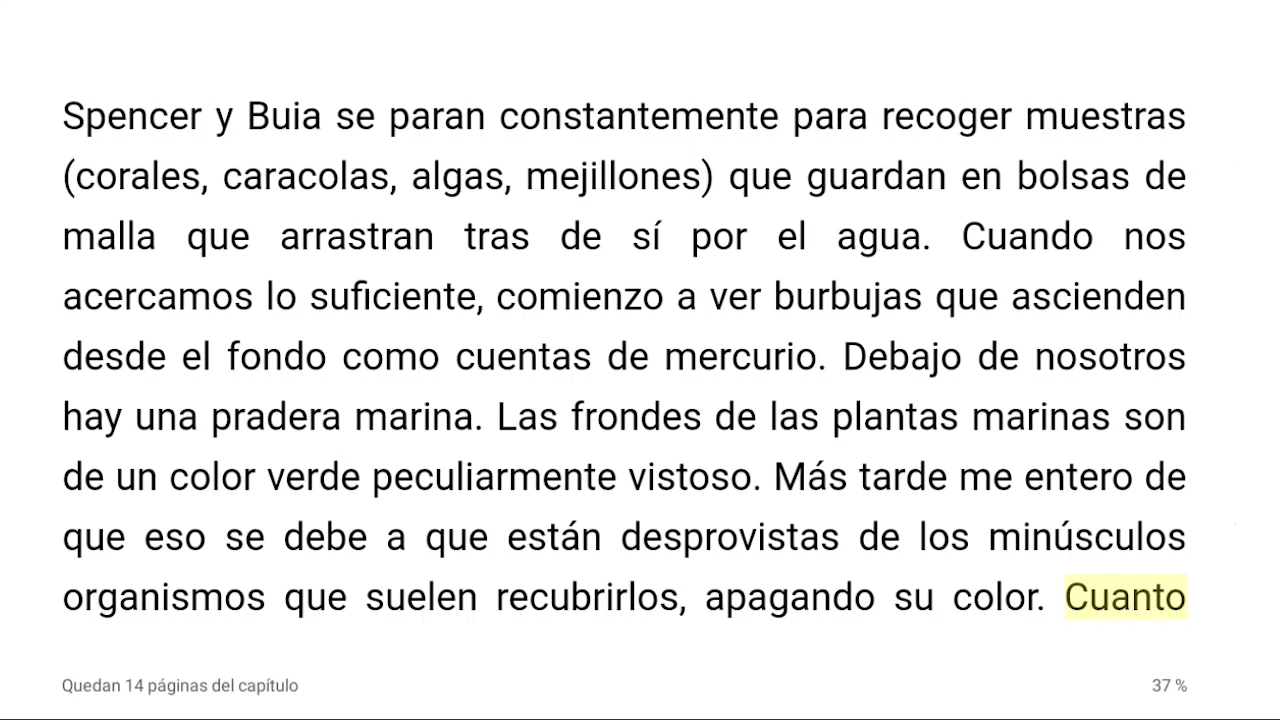 Spencer y Buia se paran constantemente para recoger muestras
(corales, caracolas, algas, mejillones) que guardan en bolsas de
malla que arrastran tras de sí por el agua. Cuando nos
acercamos lo suficiente, comienzo a ver burbujas que ascienden
desde el fondo como cuentas de mercurio. Debajo de nosotros
hay una pradera marina. Las frondes de las plantas marinas son
de un color verde peculiarmente vistoso. Más tarde me entero de
que eso se debe a que están desprovistas de los minúsculos
organismos que suelen recubrirlos, apagando su color. Cuanto
Quedan 14 páginas del capítulo
37 %